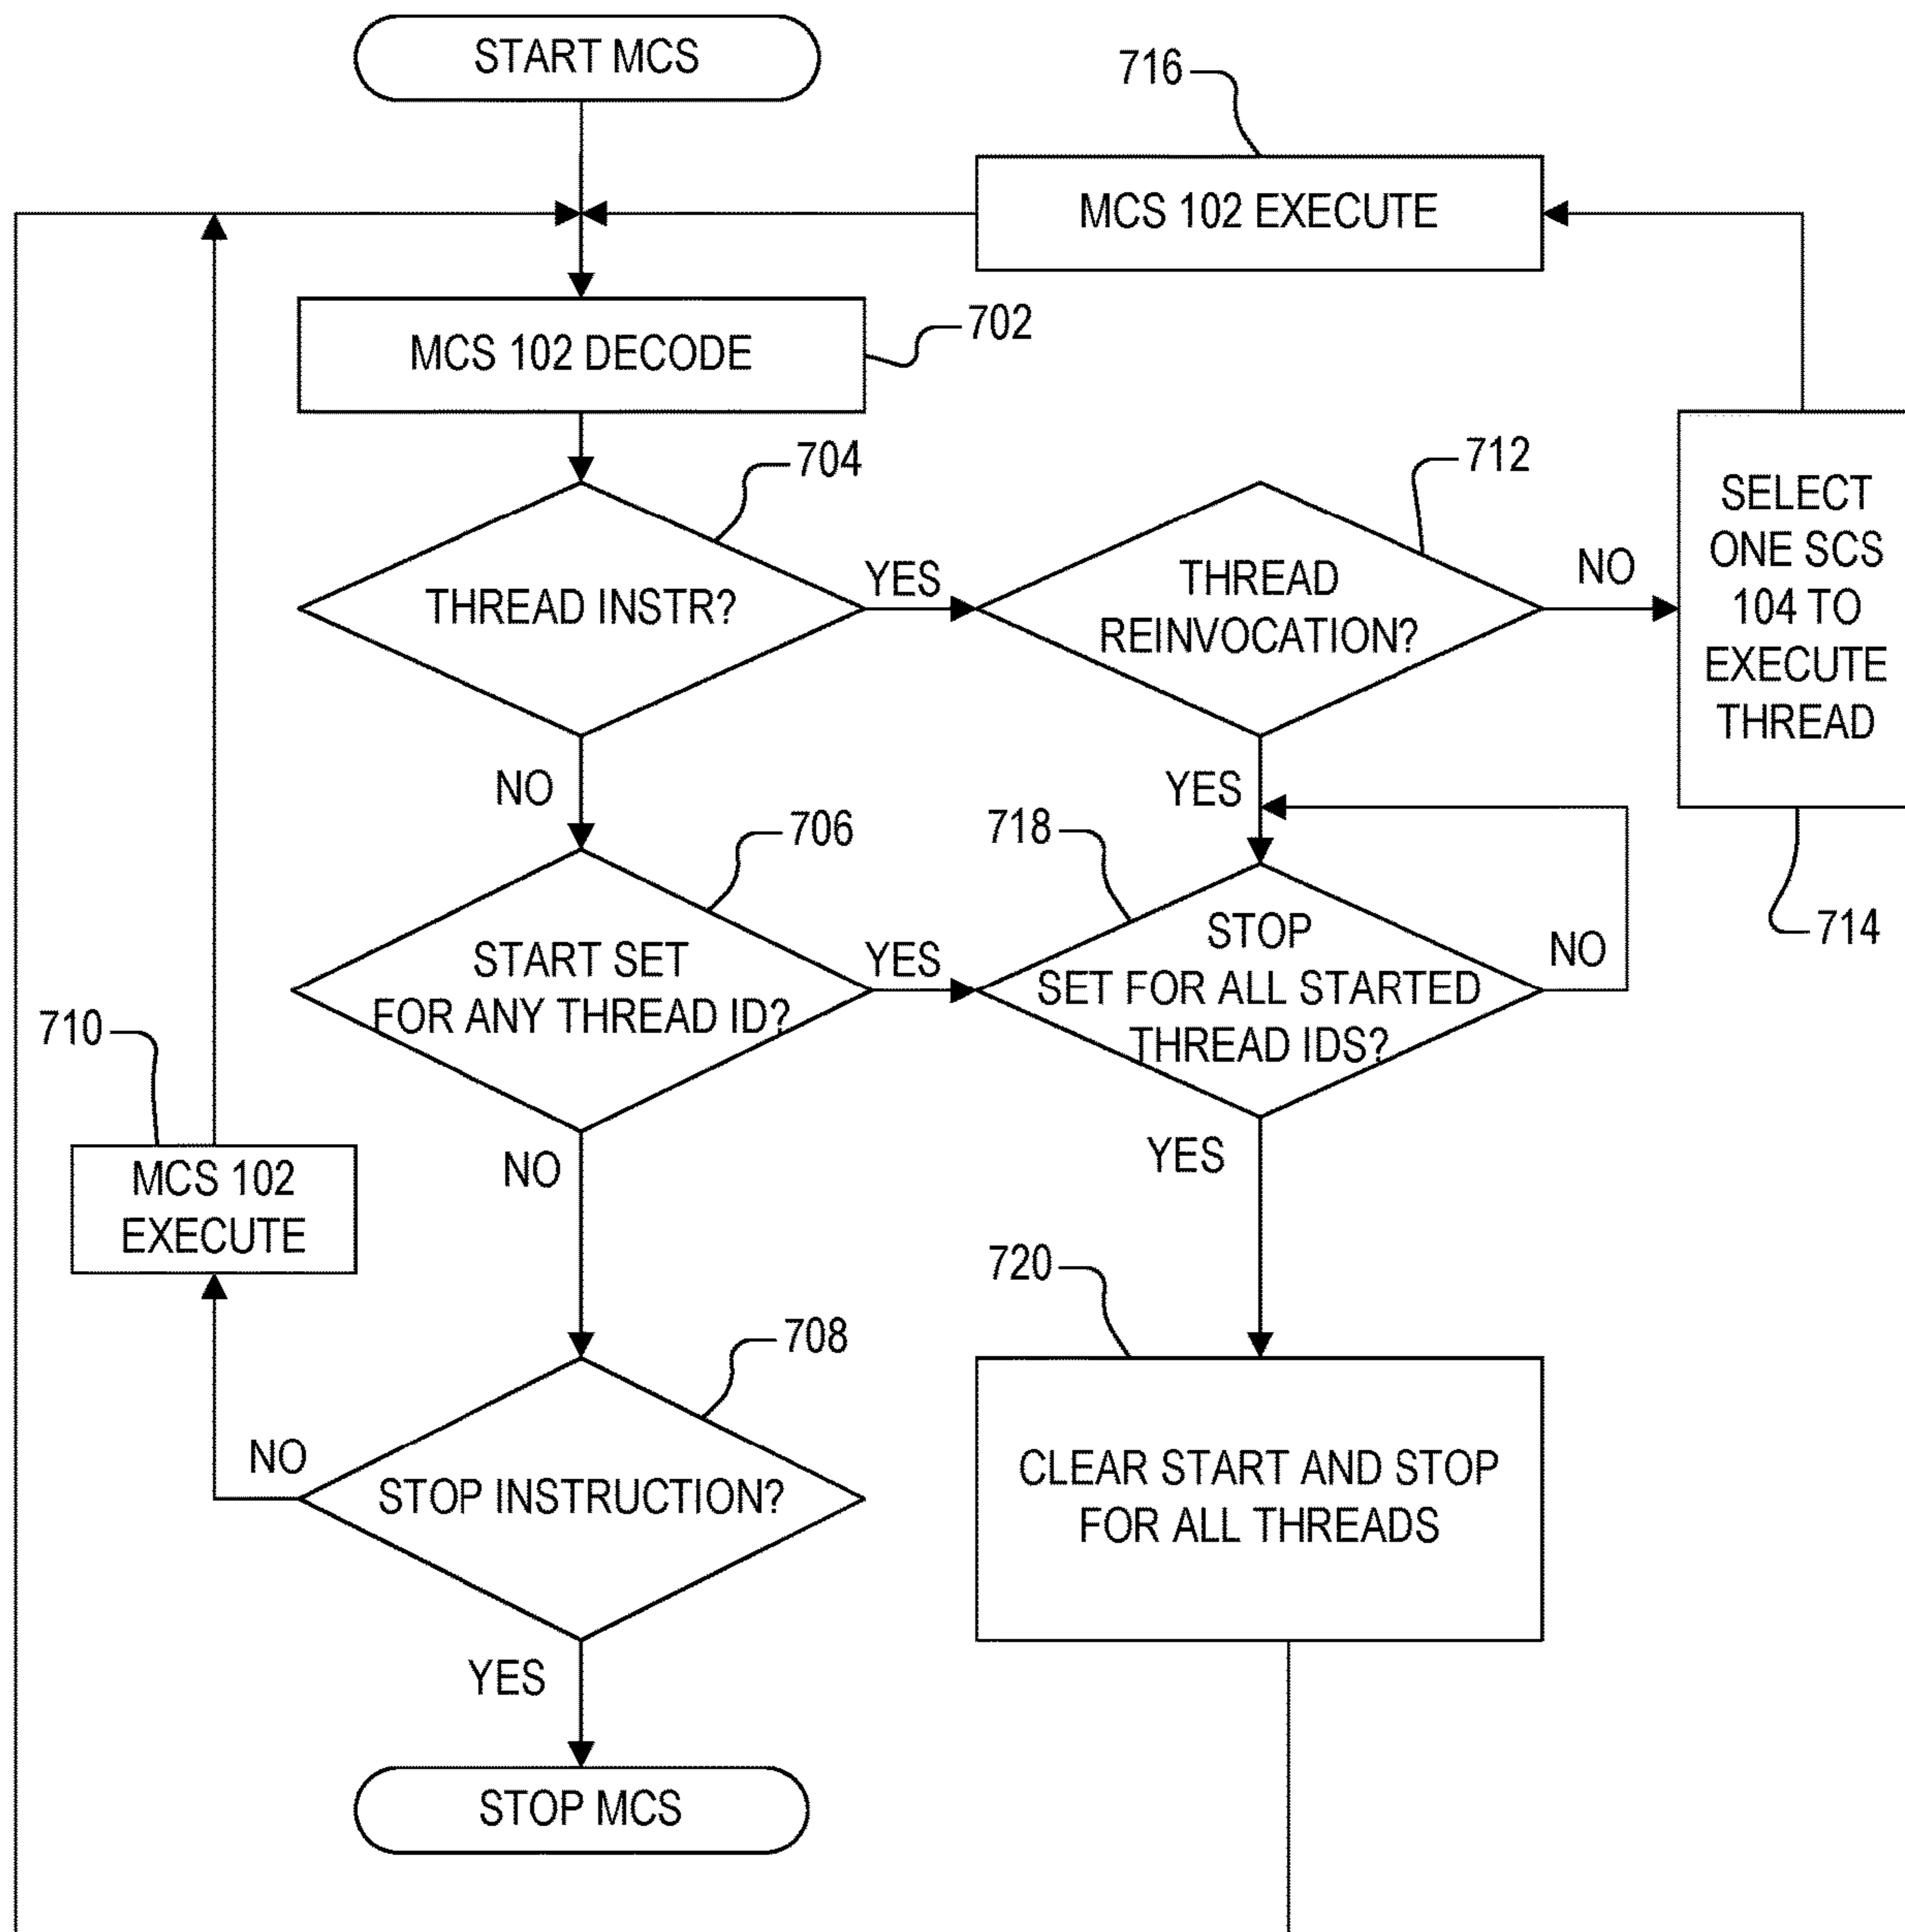 START MCS
716
MCS 102 EXECUTE
702
MCS 102 DECODE
704
712
THREAD INSTR?
YES
THREAD
REINVOCATION?
NO
SELECT
ONE SCS
104 TO
EXECUTE
THREAD
714
NO
YES
706
718
START SET
FOR ANY THREAD ID?
YES
STOP
SET FOR ALL STARTED
THREAD IDS?
NO
710
MCS 102
EXECUTE
NO
YES
708
720
NO
STOP INSTRUCTION?
CLEAR START AND STOP
FOR ALL THREADS
YES
STOP MCS